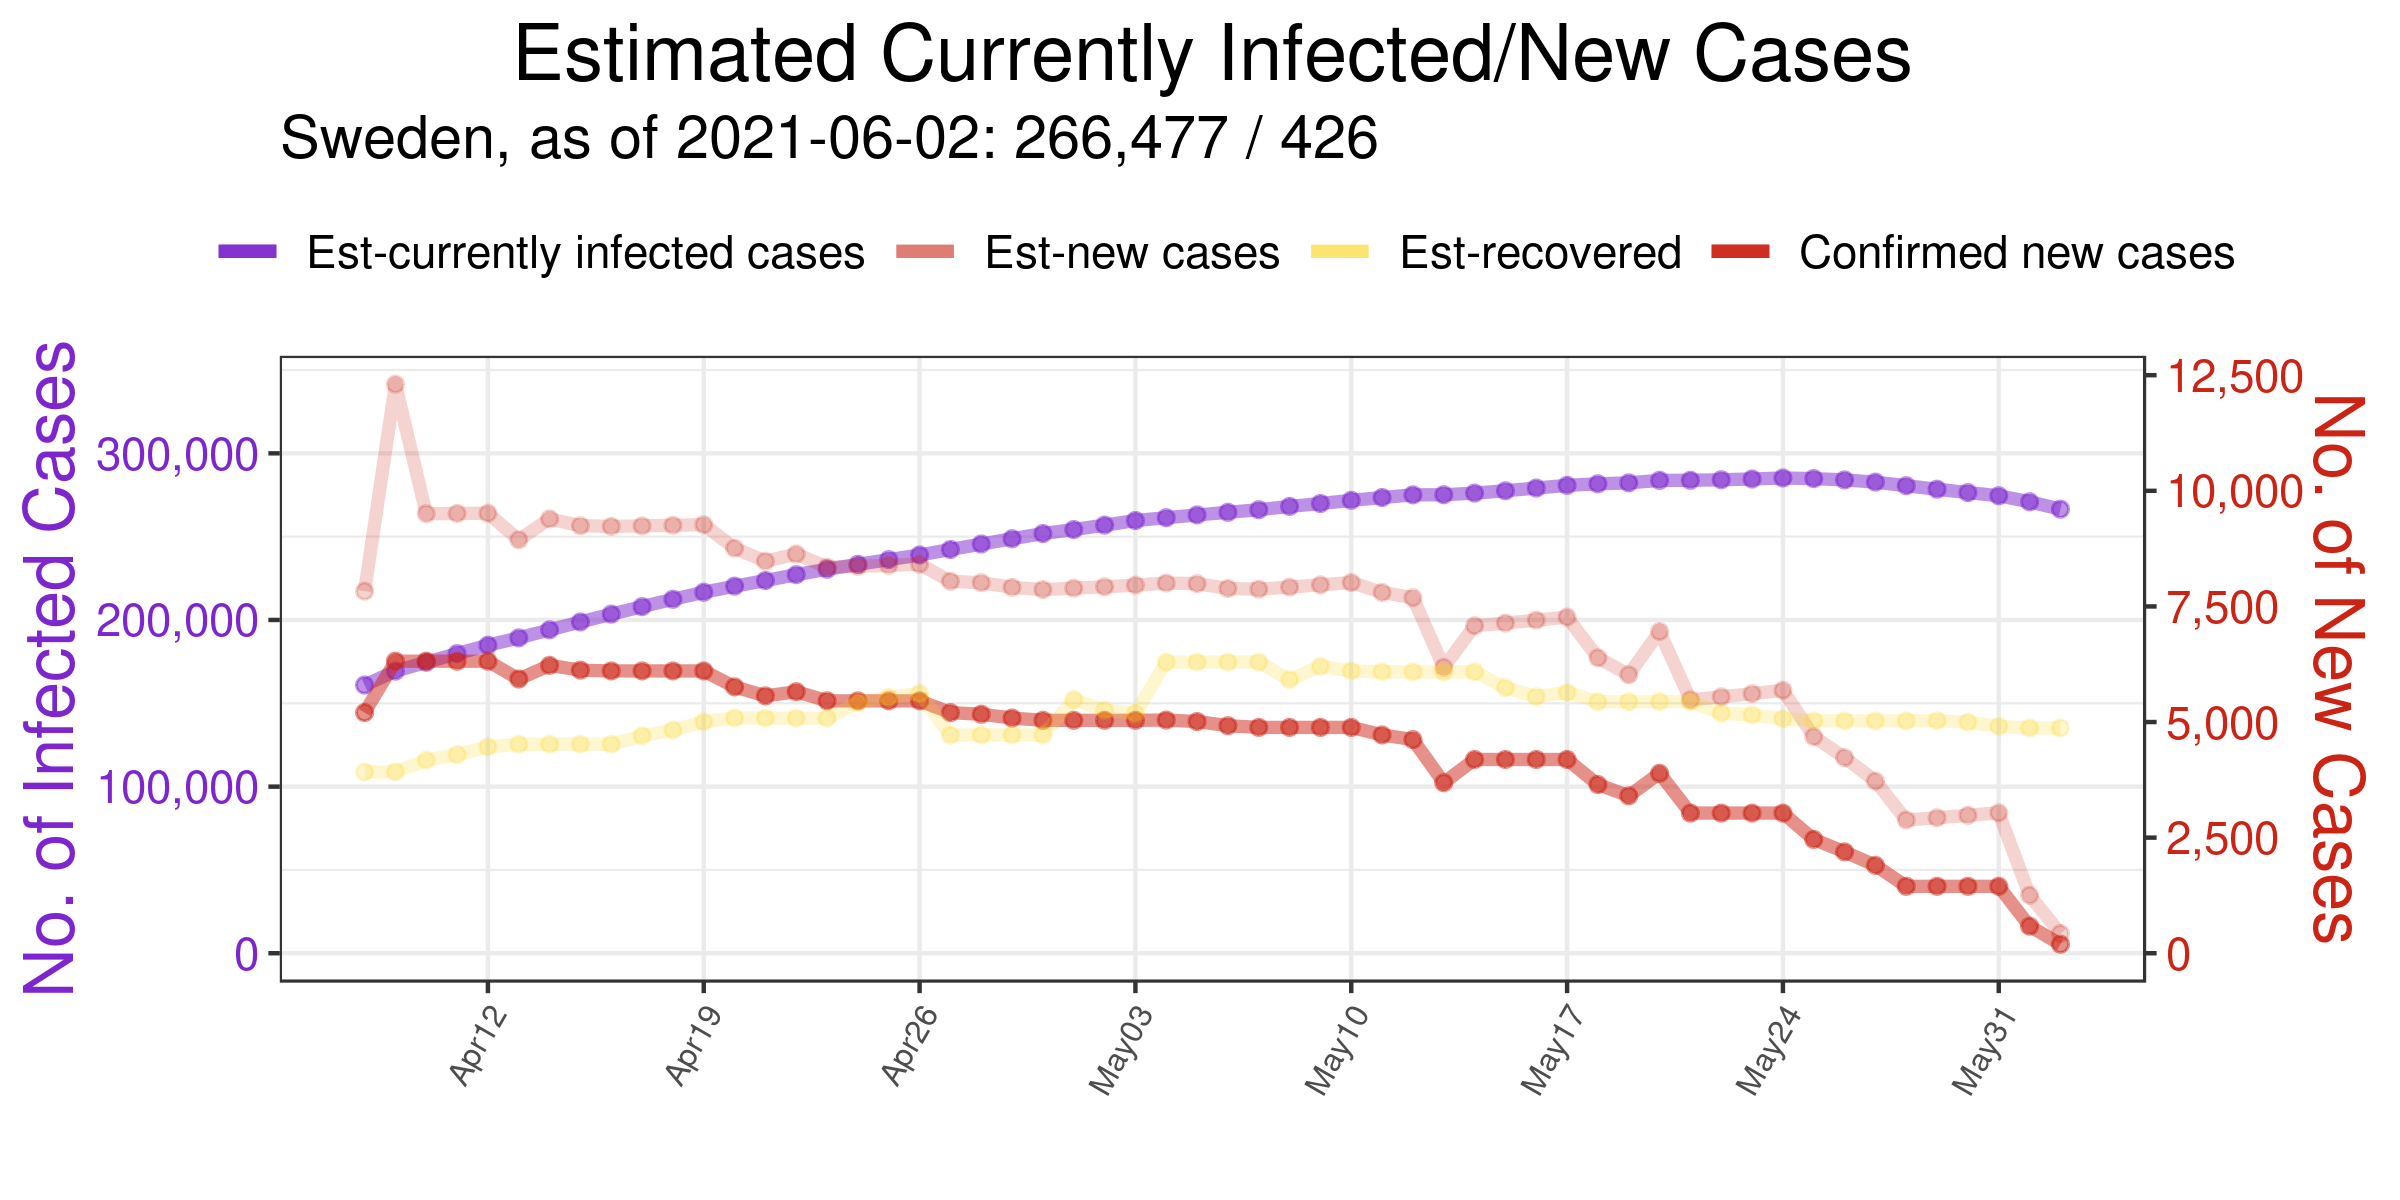 Estimated Currently Infected/New Cases
Sweden, as of 2021-06-02: 266,477 / 426
Est-currently infected cases Est-new cases Est-recovered Confirmed new cases
No. of Infected Cases
300,000
200,000
100,000
0
12,500
10,000
7,500
5,000
2,500
0
No. of New Cases
Apr12 Apr19 Apr26 May03 May10 May17 May24 May31